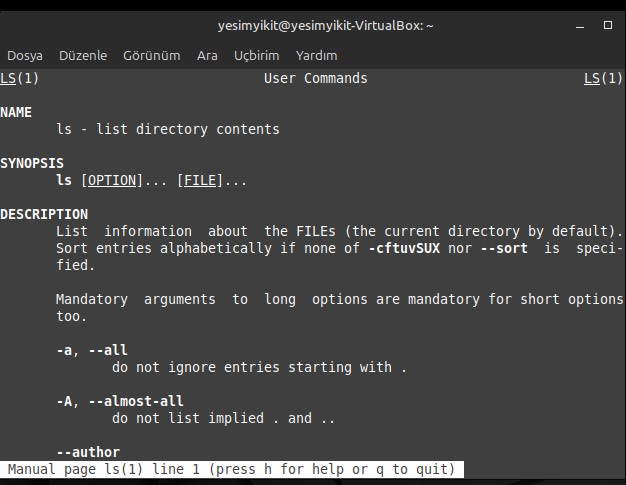 yesimyikit@yesimyikit-VirtualBox: ~
Dosya Düzenle Görünüm Ara Uçbirim Yardım
LS(1) User Commands LS(1)
NAME
ls - list directory contents
SYNOPSIS
ls [OPTION]... [FILE]...
DESCRIPTION
List information about the FILEs (the current directory by default).
Sort entries alphabetically if none of -cftuvSUX nor --sort is speci-
fied.
Mandatory arguments to long options are mandatory for short options
too.
-a, --all
do not ignore entries starting with .
-A, --almost-all
do not list implied . and ..
--author
Manual page ls(1) line 1 (press h for help or q to quit)